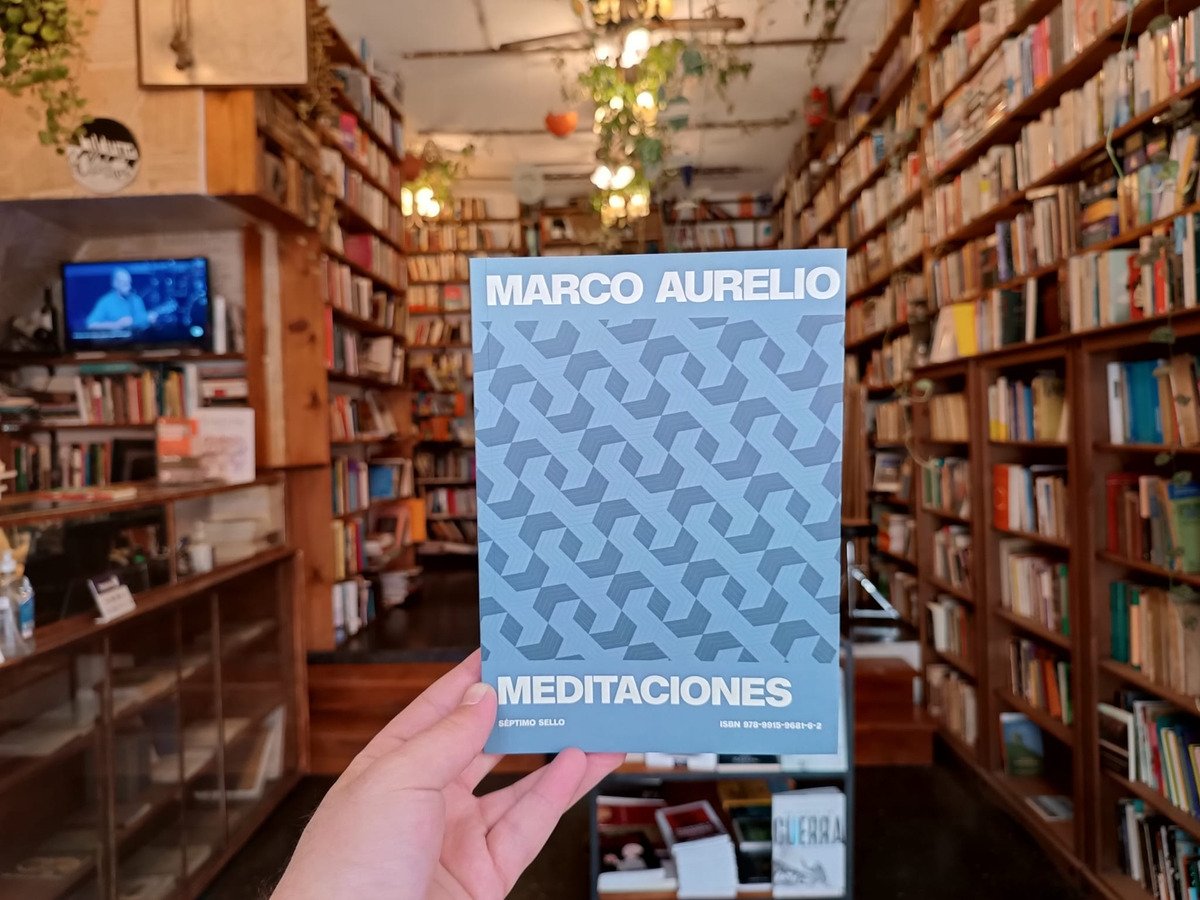 MARCO AURELIO
MEDITACIONES
SÉPTIMO SELLO
ISBN 978-9915-9681-6-2
GUERRA